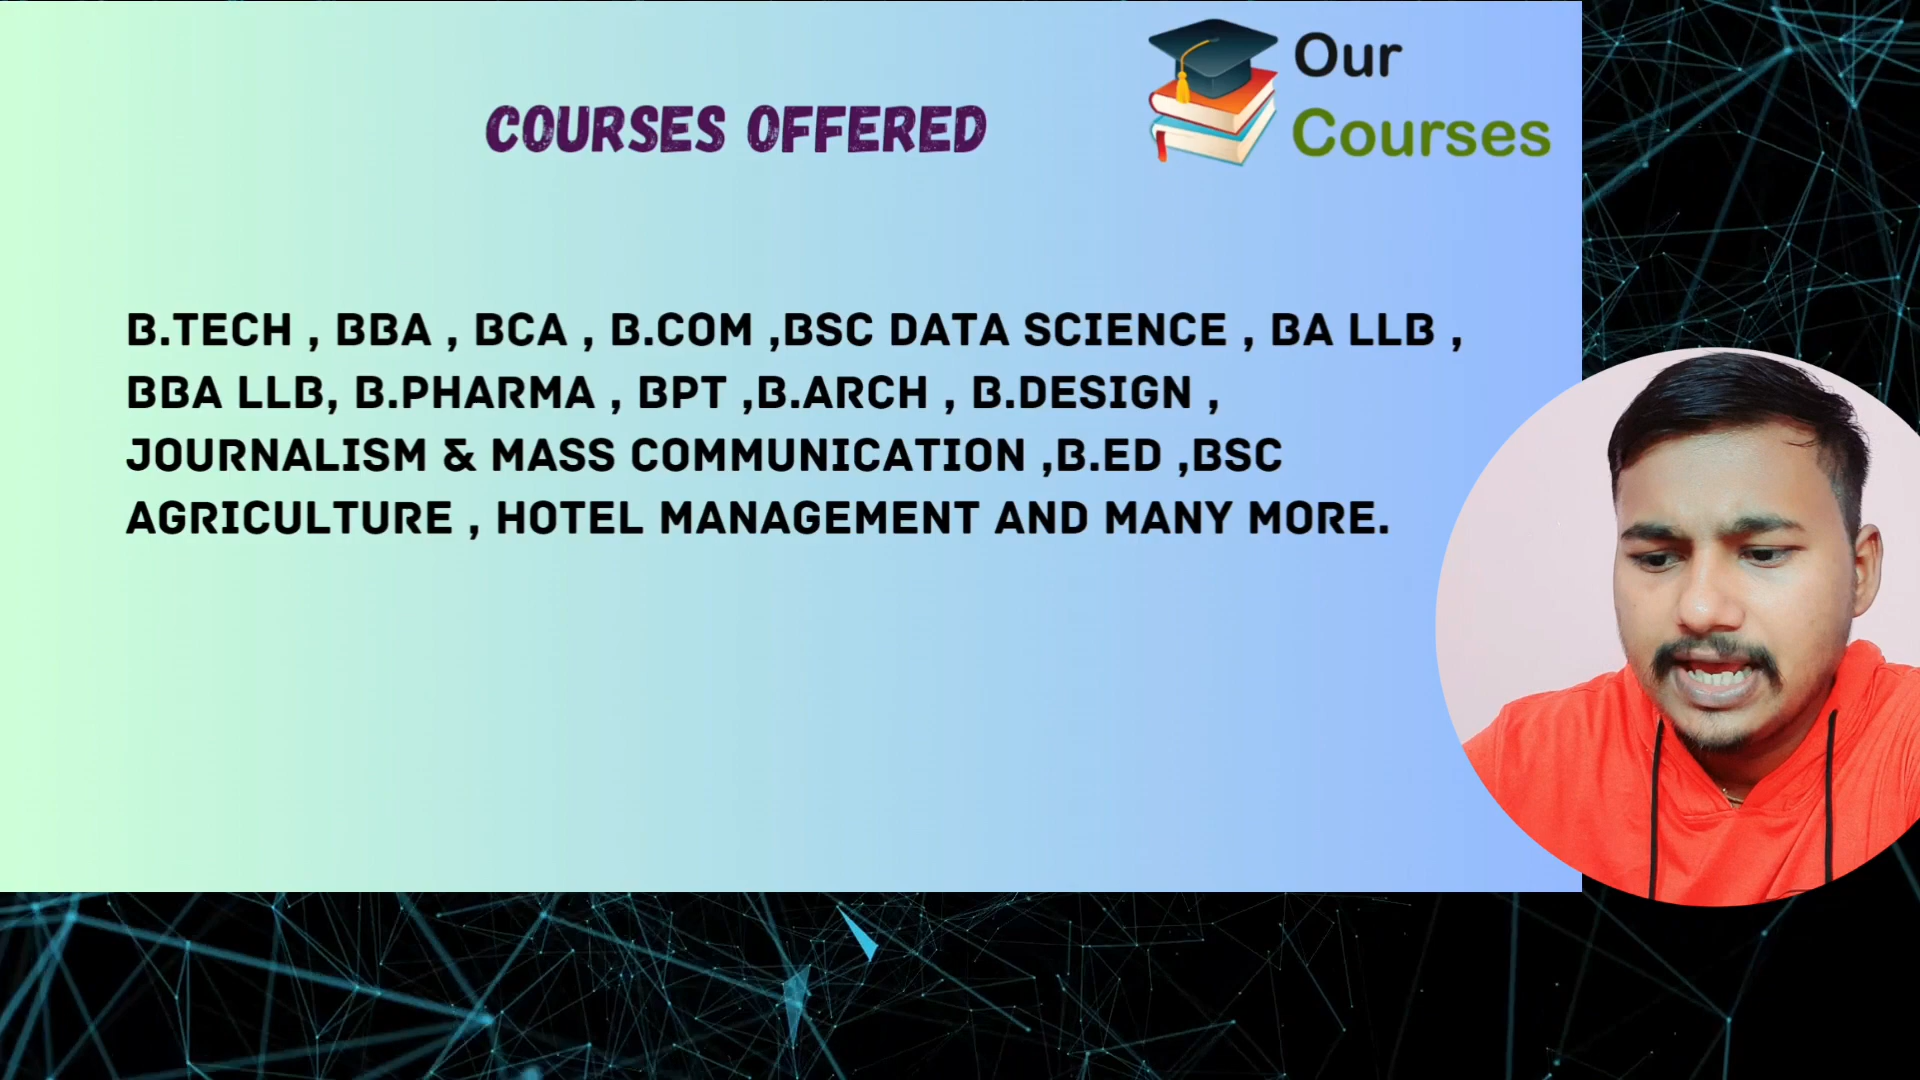 COURSES OFFERED
Our
Courses
B.TECH , BBA , BCA , B.COM ,BSC DATA SCIENCE , BA LLB ,
BBA LLB, B.PHARMA , BPT ,B.ARCH , B.DESIGN ,
JOURNALISM & MASS COMMUNICATION ,B.ED ,BSC
AGRICULTURE , HOTEL MANAGEMENT AND MANY MORE.